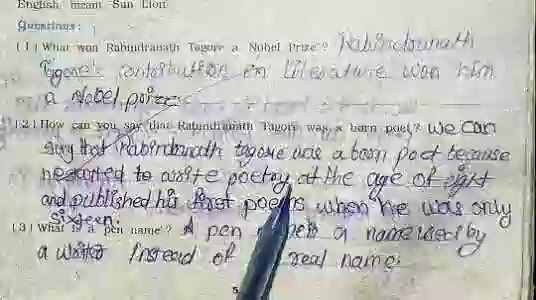 English meant Sun Lion
Questions:
(1) What won Rabindranath Tagore a Nobel Prize? Rabindranath
Tagore's contribution en Literature won him
a Nobel prize
(2) How can you say that Rabindranath Tagore was a born poet? we can
say that Rabindranath tagore was a born poet because
he started to write poetry at the age of eight
and published his first poems when he was only
sixteen.
(3) What is a pen name? A pen a name used by
a writer Instead of real name.
5